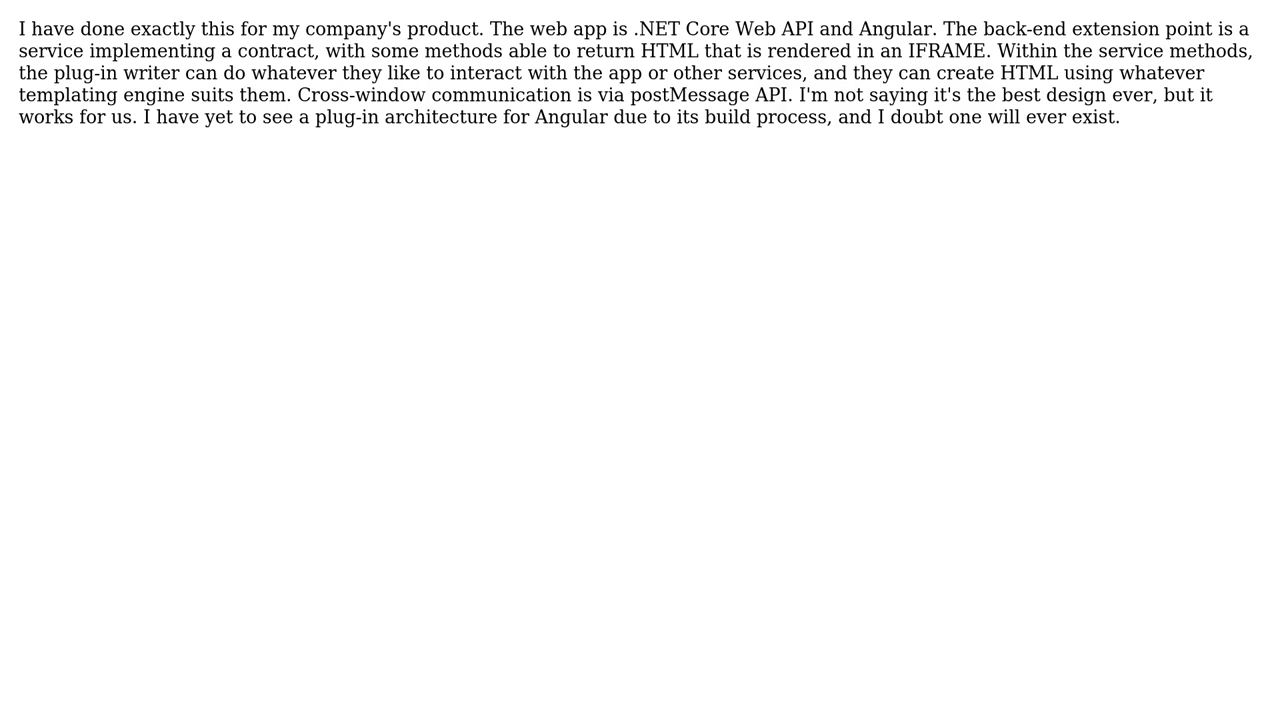 I have done exactly this for my company's product. The web app is .NET Core Web API and Angular. The back-end extension point is a
service implementing a contract, with some methods able to return HTML that is rendered in an IFRAME. Within the service methods,
the plug-in writer can do whatever they like to interact with the app or other services, and they can create HTML using whatever
templating engine suits them. Cross-window communication is via postMessage API. I'm not saying it's the best design ever, but it
works for us. I have yet to see a plug-in architecture for Angular due to its build process, and I doubt one will ever exist.